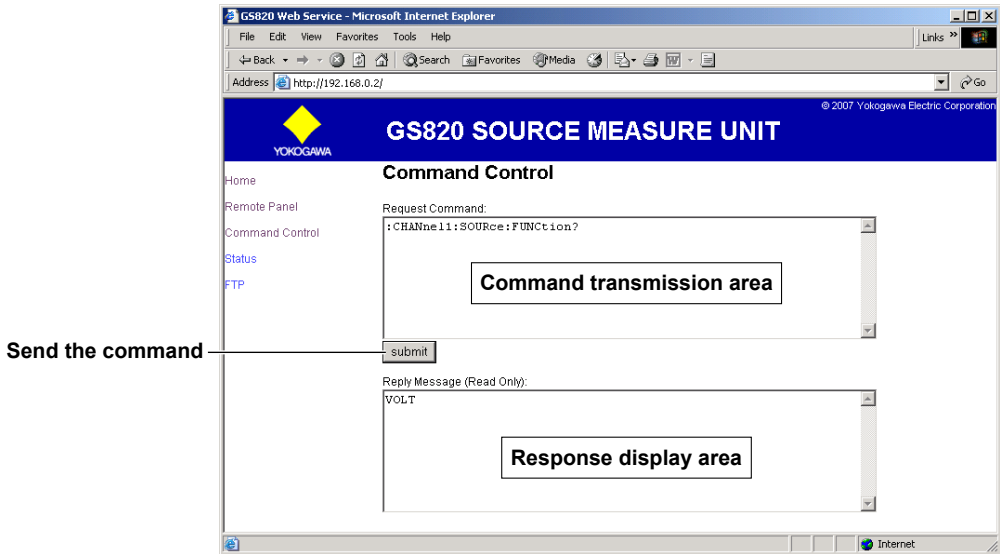 GS820 Web Service - Microsoft Internet Explorer
File Edit View Favorites Tools Help
Links »
Back Search Favorites Media
Address http://192.168.0.2/ Go
© 2007 Yokogawa Electric Corporation
YOKOGAWA
GS820 SOURCE MEASURE UNIT
Home
Remote Panel
Command Control
Status
FTP
Command Control
Request Command:
:CHANnel1:SOURce:FUNCtion?
Command transmission area
Send the command
submit
Reply Message (Read Only):
VOLT
Response display area
Internet